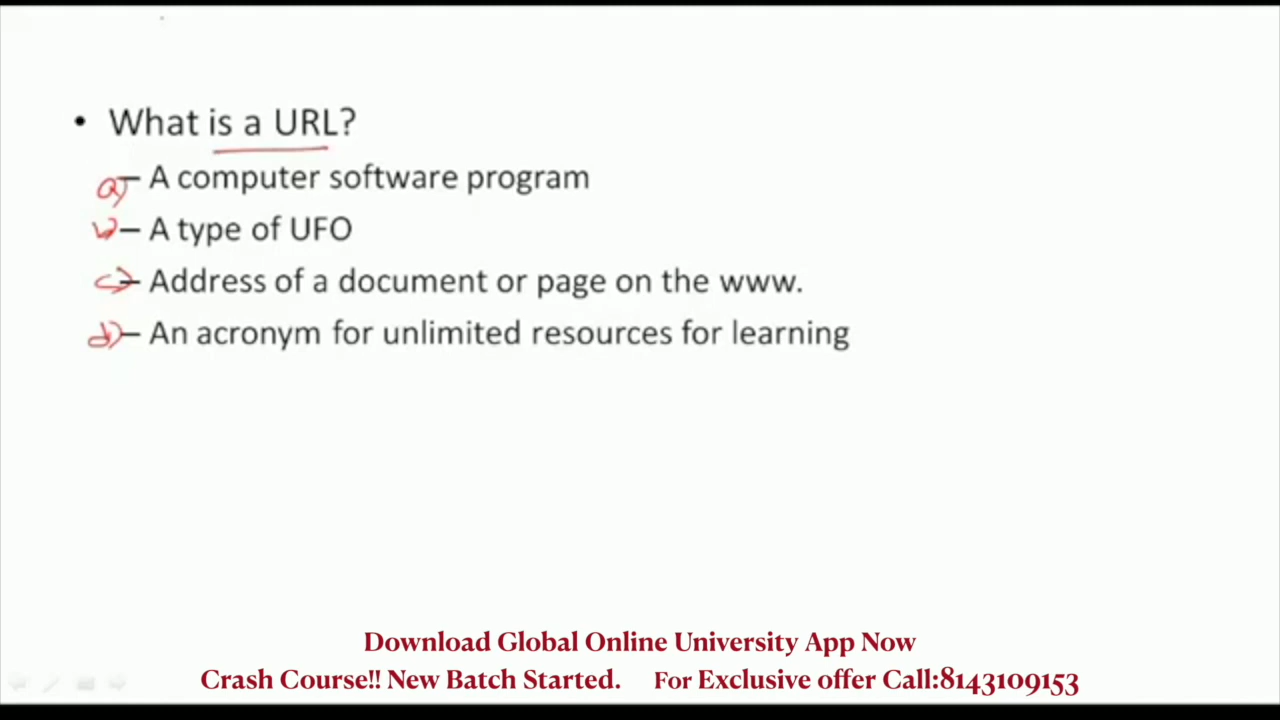 • What is a URL?
a) – A computer software program
b) – A type of UFO
c) – Address of a document or page on the www.
d) – An acronym for unlimited resources for learning
Download Global Online University App Now
Crash Course!! New Batch Started. For Exclusive offer Call:8143109153